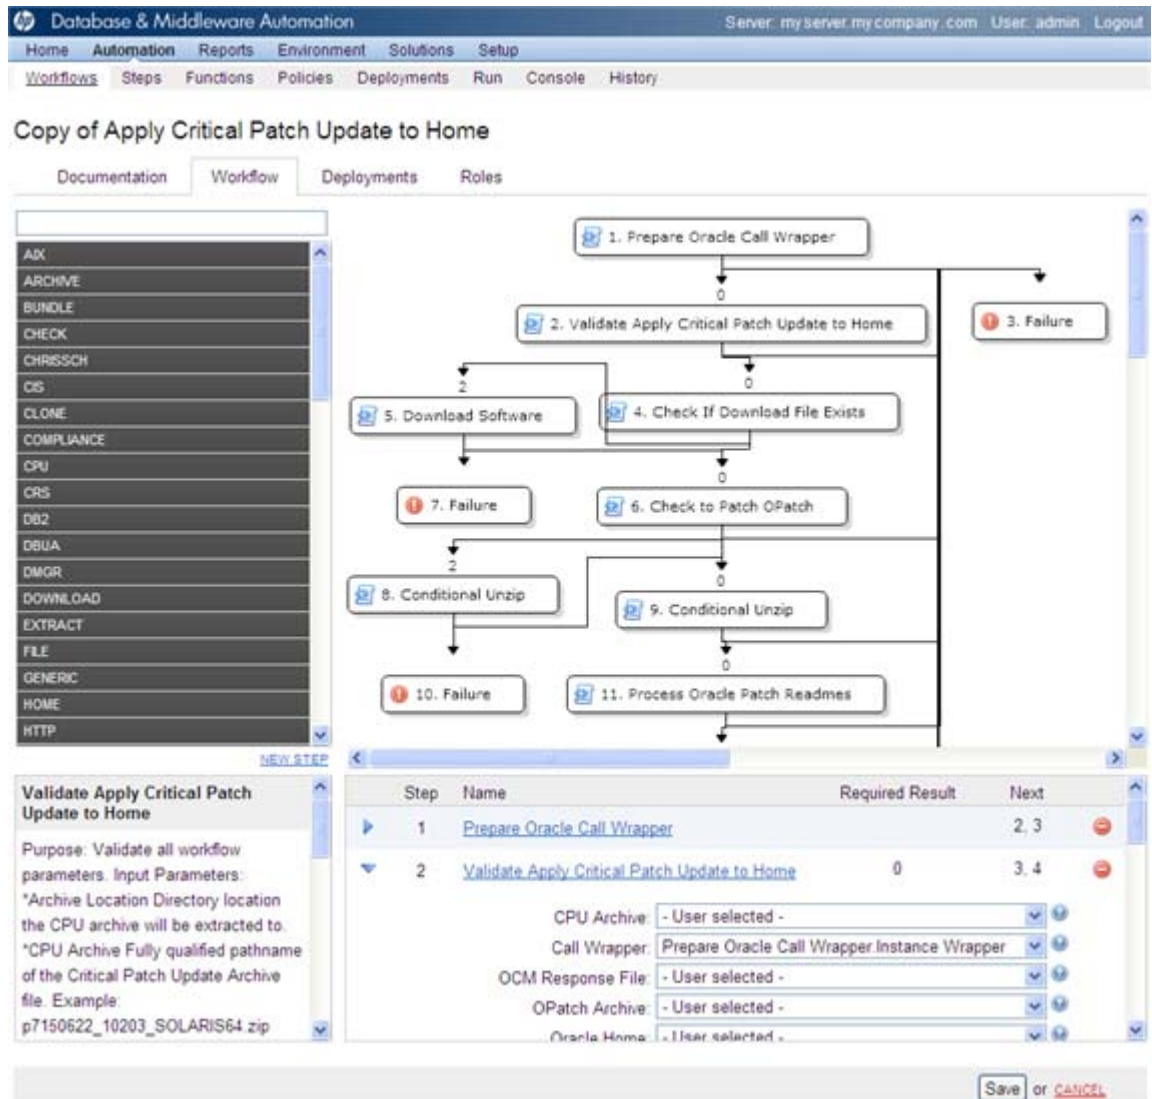 hp Database & Middleware Automation Server: myserver.mycompany.com User: admin Logout
Home Automation Reports Environment Solutions Setup
Workflows Steps Functions Policies Deployments Run Console History
Copy of Apply Critical Patch Update to Home
Documentation Workflow Deployments Roles
AIX
ARCHIVE
BUNDLE
CHECK
CHRISSCH
CIS
CLONE
COMPLIANCE
CPU
CRS
DB2
DBUA
DMGR
DOWNLOAD
EXTRACT
FILE
GENERIC
HOME
HTTP
NEW STEP
1. Prepare Oracle Call Wrapper
0
2. Validate Apply Critical Patch Update to Home
3. Failure
2
0
5. Download Software
4. Check If Download File Exists
0
7. Failure
6. Check to Patch OPatch
2
0
8. Conditional Unzip
9. Conditional Unzip
0
10. Failure
11. Process Oracle Patch Readmes
Validate Apply Critical Patch
Update to Home
Purpose: Validate all workflow
parameters. Input Parameters:
*Archive Location Directory location
the CPU archive will be extracted to.
*CPU Archive Fully qualified pathname
of the Critical Patch Update Archive
file. Example:
p7150622_10203_SOLARIS64.zip
Step Name Required Result Next
1 Prepare Oracle Call Wrapper 2, 3
2 Validate Apply Critical Patch Update to Home 0 3, 4
CPU Archive: - User selected -
Call Wrapper: Prepare Oracle Call Wrapper.Instance Wrapper
OCM Response File: - User selected -
OPatch Archive: - User selected -
Oracle Home: - User selected -
Save or CANCEL